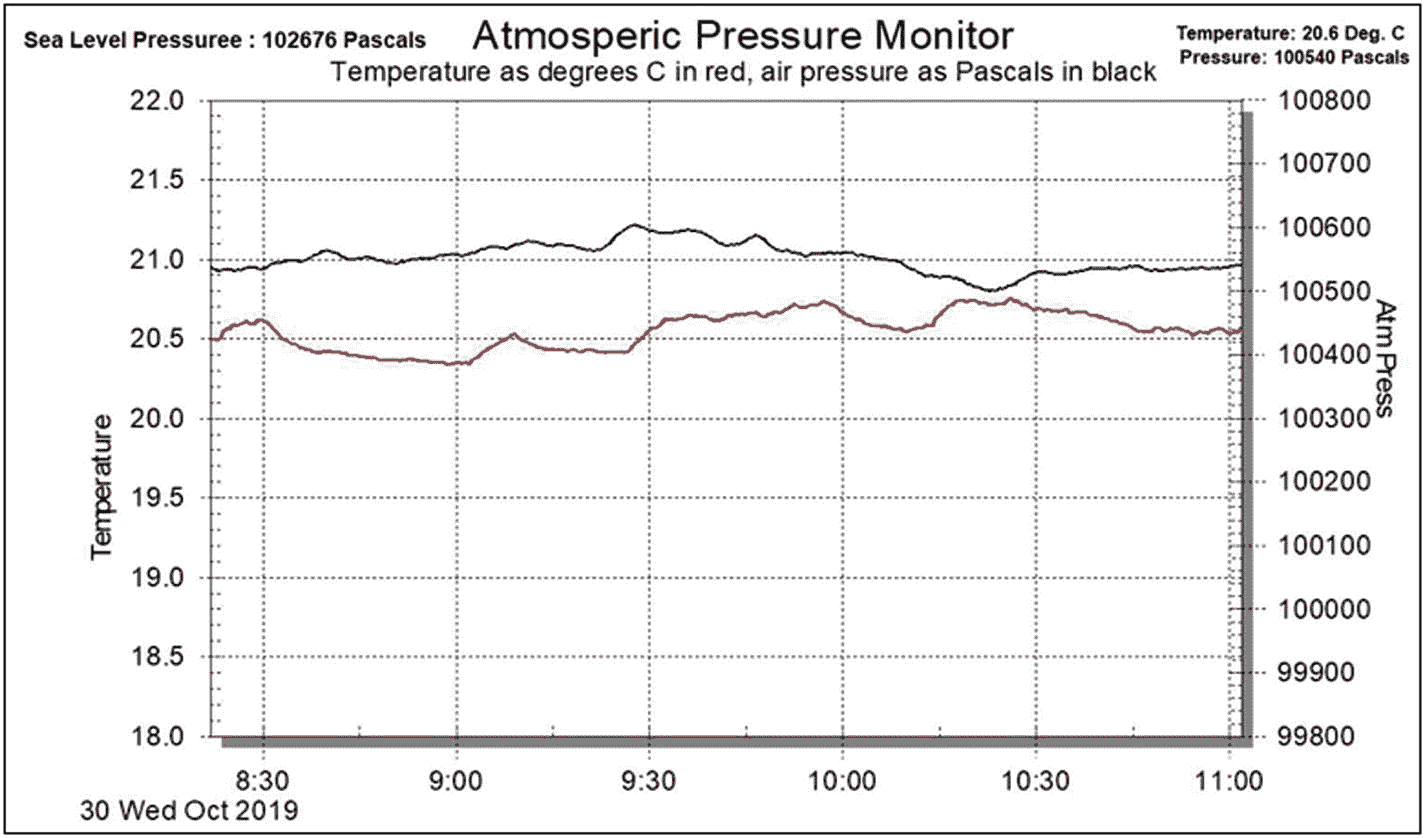 Sea Level Pressuree : 102676 Pascals
Atmosperic Pressure Monitor
Temperature: 20.6 Deg. C
Pressure: 100540 Pascals
Temperature as degrees C in red, air pressure as Pascals in black
22.0
21.5
21.0
20.5
20.0
19.5
19.0
18.5
18.0
Temperature
100800
100700
100600
100500
100400
100300
100200
100100
100000
99900
99800
Atm Press
8:30 9:00 9:30 10:00 10:30 11:00
30 Wed Oct 2019